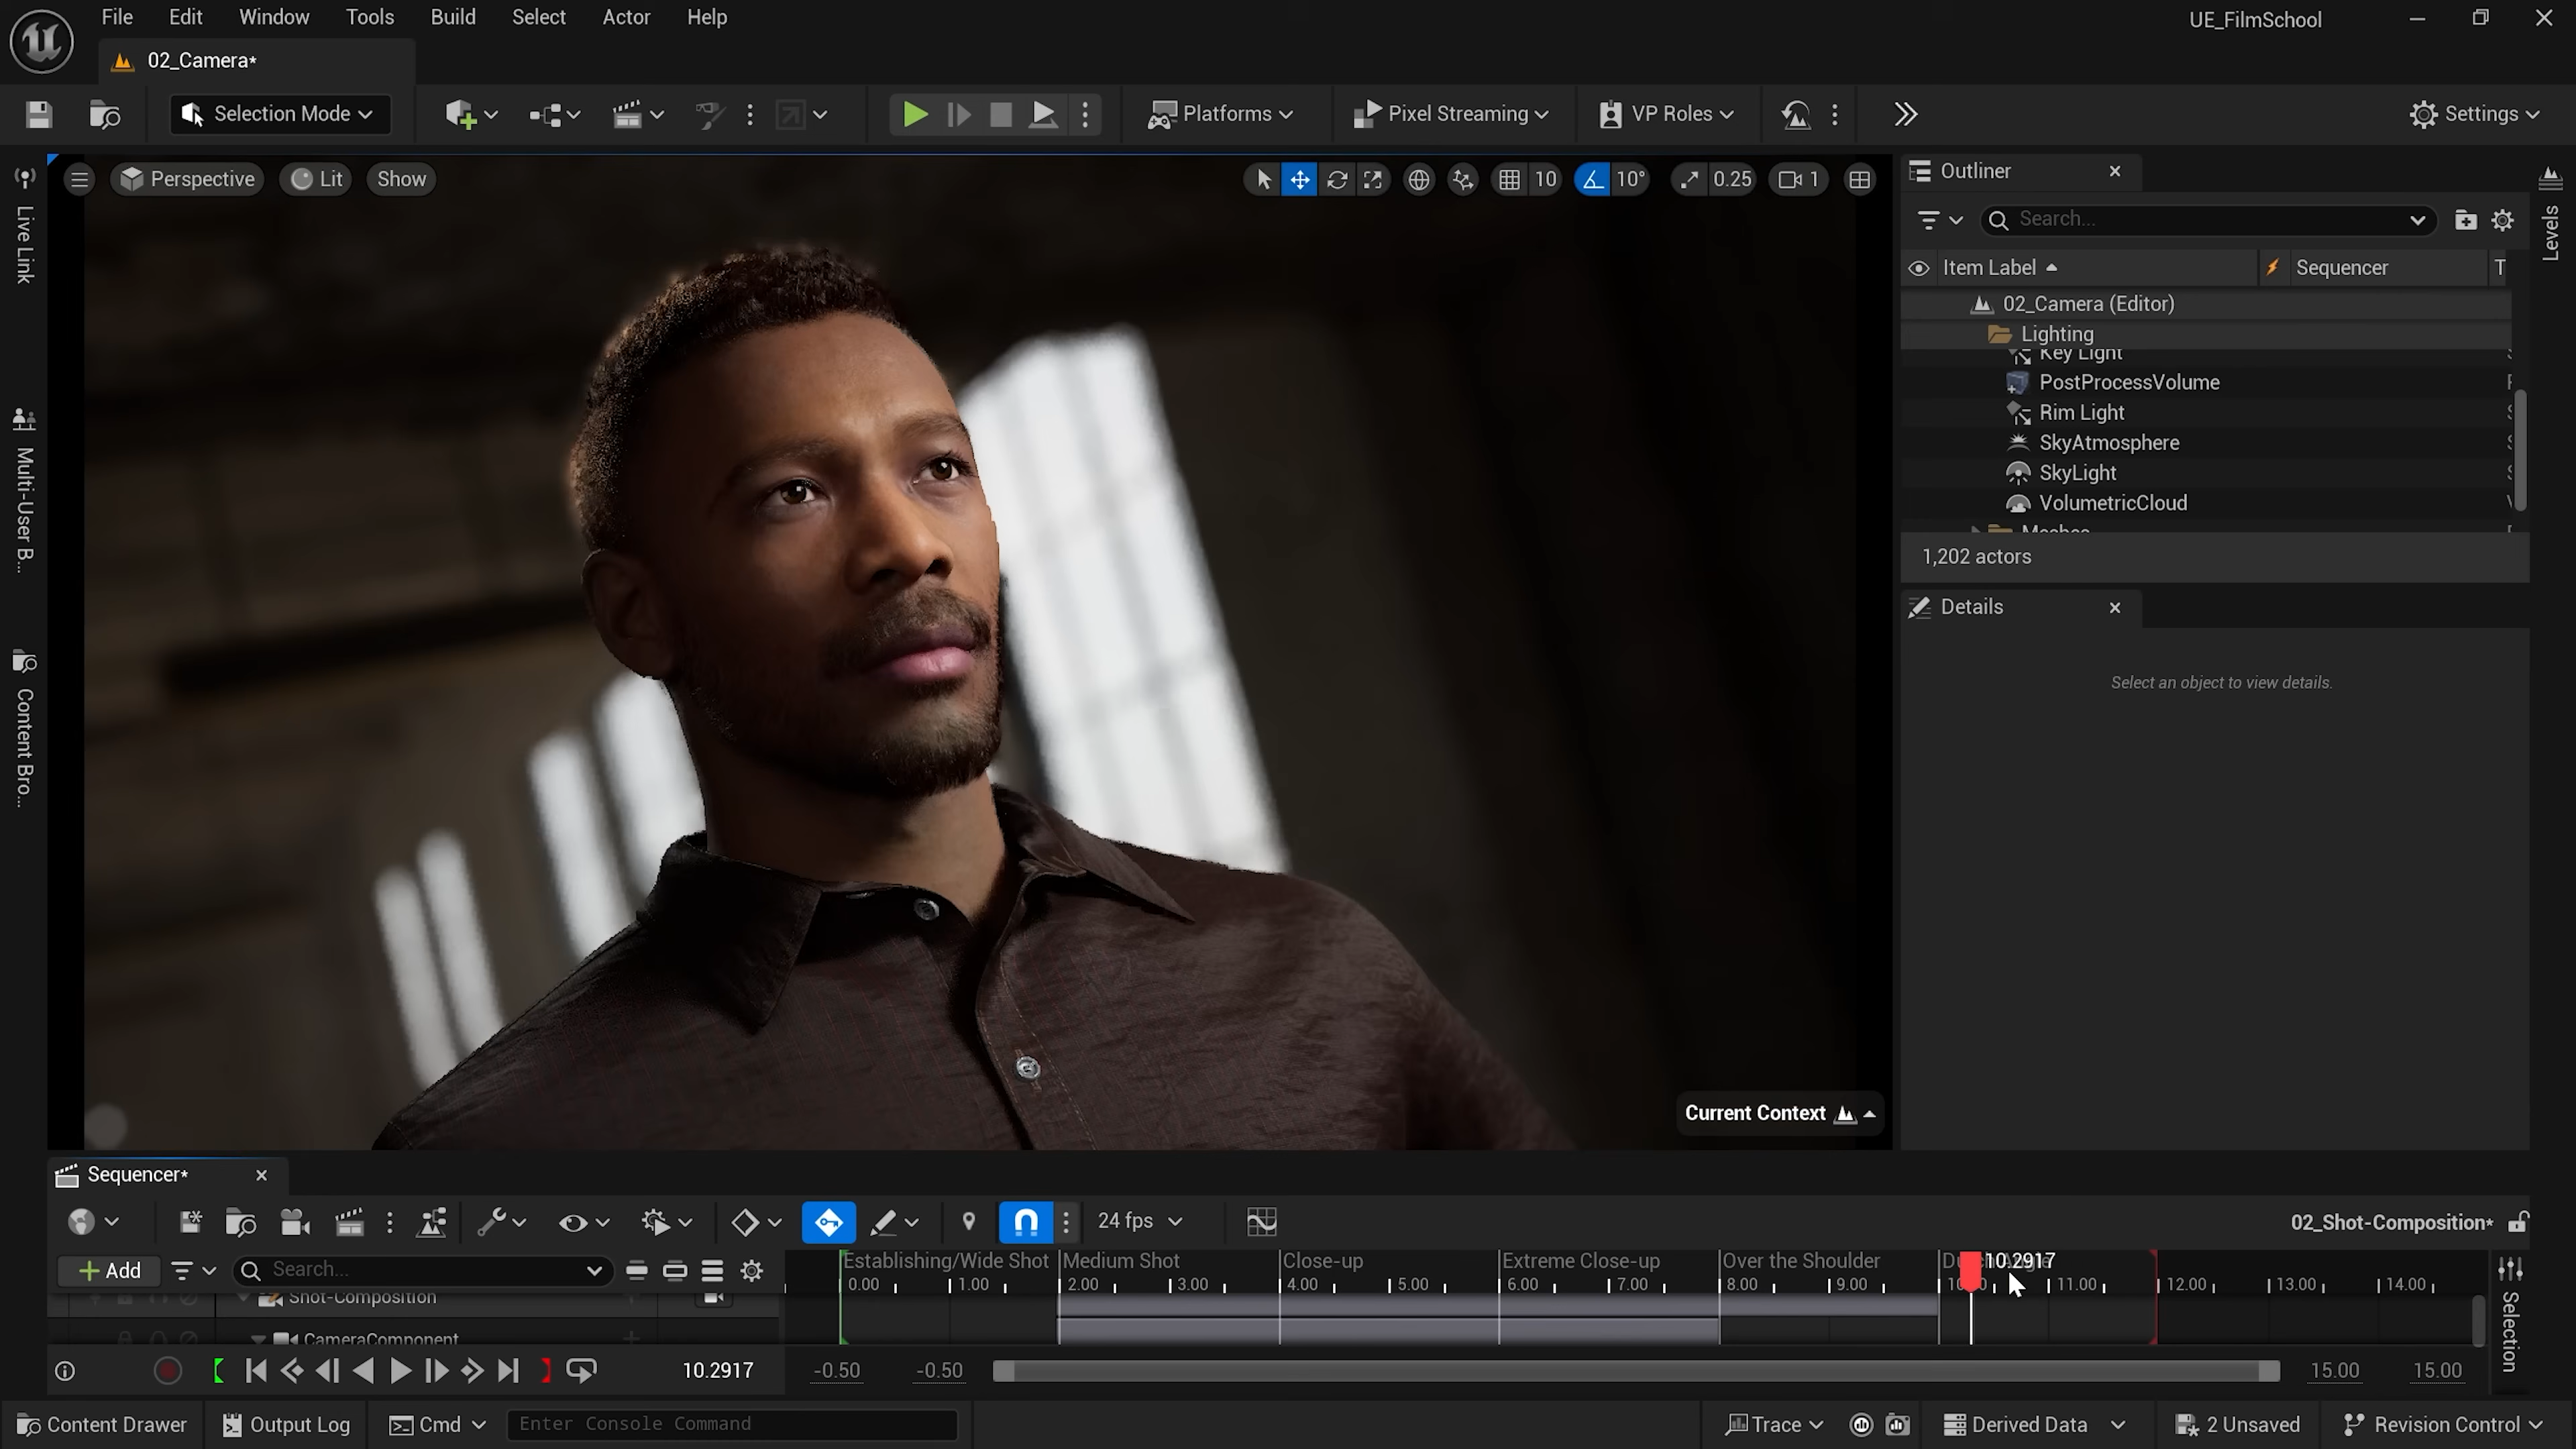 File Edit Window Tools Build Select Actor Help
UE_FilmSchool
02_Camera*
Selection Mode
Platforms
Pixel Streaming
VP Roles
Settings
Perspective Lit Show
10 10° 0.25 1
Live Link
Multi-User B...
Content Bro...
Outliner
Search...
Item Label Sequencer T
02_Camera (Editor)
Lighting
Key Light
PostProcessVolume
Rim Light
SkyAtmosphere
SkyLight
VolumetricCloud
1,202 actors
Levels
Details
Select an object to view details.
Current Context
Sequencer*
24 fps
02_Shot-Composition*
Add
Search...
Establishing/Wide Shot Medium Shot Close-up Extreme Close-up Over the Shoulder 10.2917
0.00 1.00 2.00 3.00 4.00 5.00 6.00 7.00 8.00 9.00 11.00 12.00 13.00 14.00
Shot-Composition
CameraComponent
Selection
10.2917
-0.50 -0.50 15.00 15.00
Content Drawer Output Log Cmd Enter Console Command Trace Derived Data 2 Unsaved Revision Control